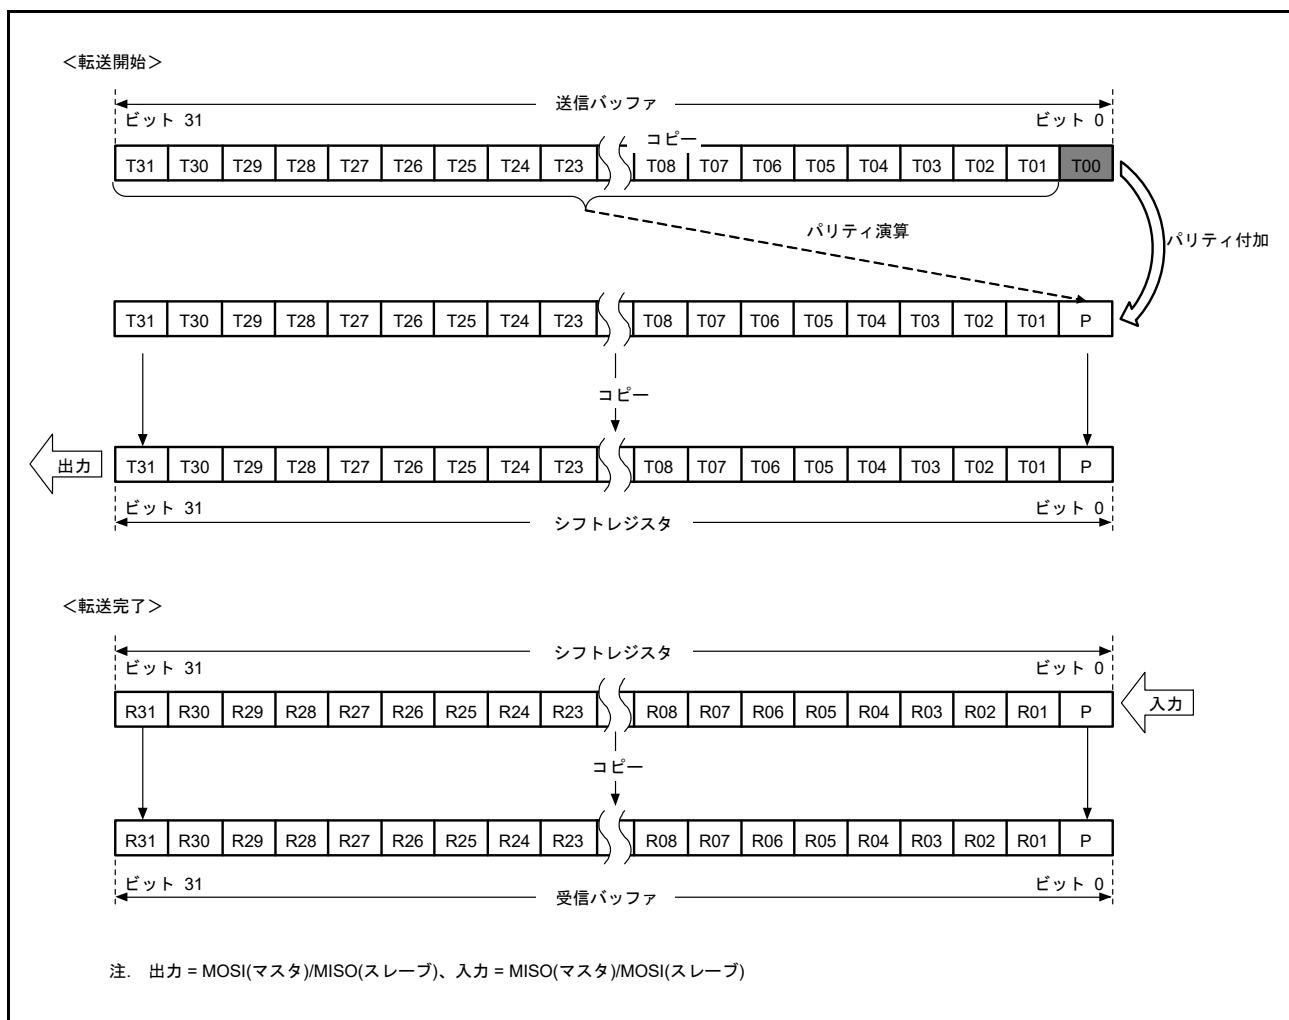 ＜転送開始＞
送信バッファ
ビット 31 ビット 0
コピー
T31 T30 T29 T28 T27 T26 T25 T24 T23 T08 T07 T06 T05 T04 T03 T02 T01 T00
パリティ演算
パリティ付加
T31 T30 T29 T28 T27 T26 T25 T24 T23 T08 T07 T06 T05 T04 T03 T02 T01 P
コピー
出力 T31 T30 T29 T28 T27 T26 T25 T24 T23 T08 T07 T06 T05 T04 T03 T02 T01 P
ビット 31 ビット 0
シフトレジスタ
＜転送完了＞
シフトレジスタ
ビット 31 ビット 0
R31 R30 R29 R28 R27 R26 R25 R24 R23 R08 R07 R06 R05 R04 R03 R02 R01 P 入力
コピー
R31 R30 R29 R28 R27 R26 R25 R24 R23 R08 R07 R06 R05 R04 R03 R02 R01 P
ビット 31 ビット 0
受信バッファ
注. 出力 = MOSI(マスタ)/MISO(スレーブ)、入力 = MISO(マスタ)/MOSI(スレーブ)